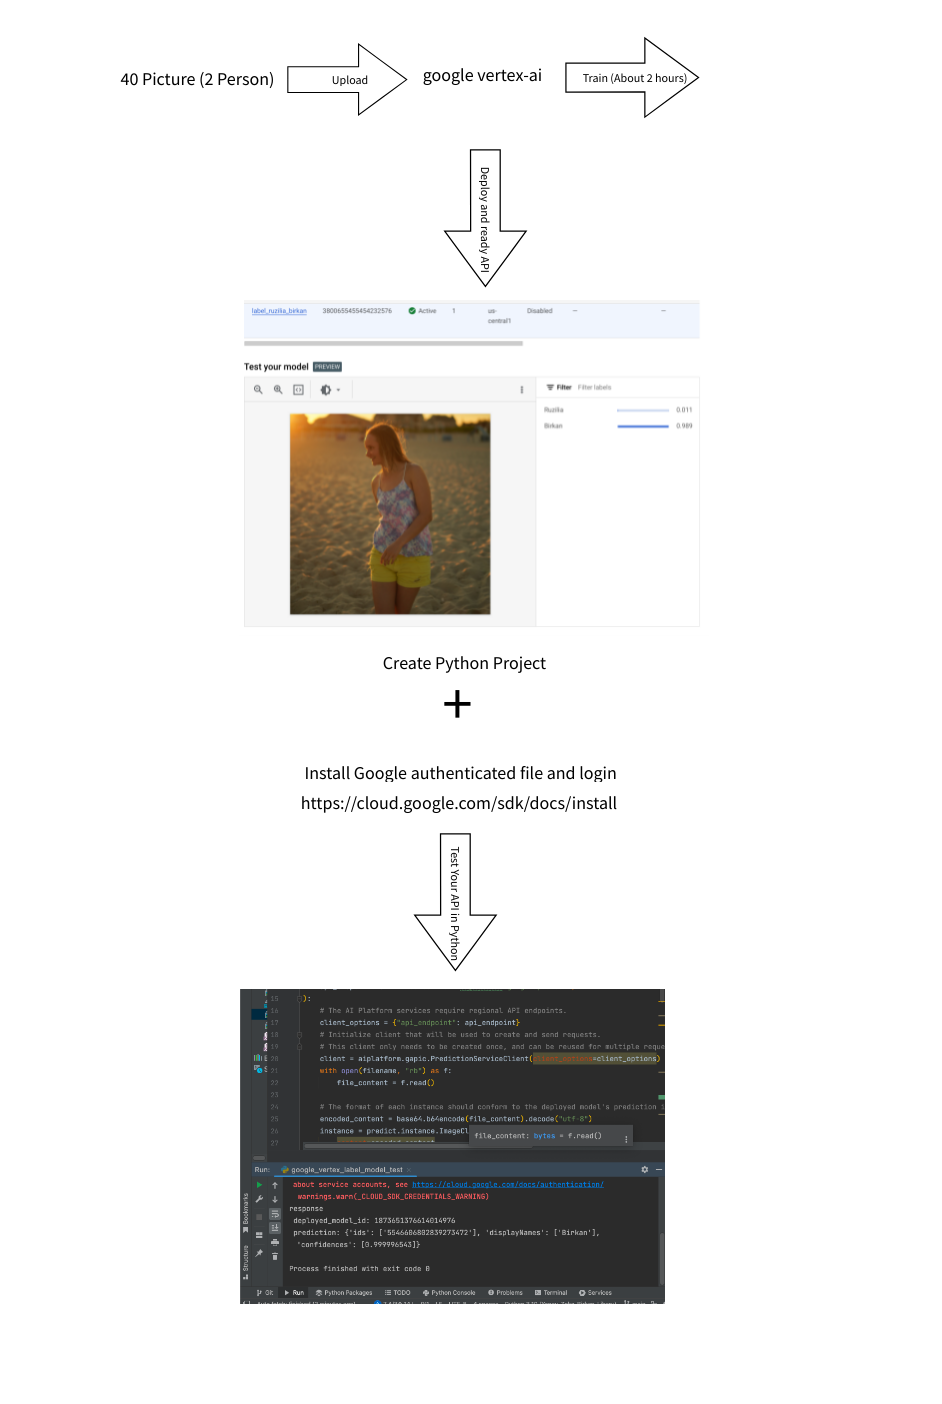 40 Picture (2 Person)
Upload
google vertex-ai
Train (About 2 hours)
Deploy and ready API
label_ruzilia_birkan 3800655455454232576 Active 1 us-central1 Disabled — —
Test your model PREVIEW
Filter Filter labels
Ruzilia 0.011
Birkan 0.989
Create Python Project
+
Install Google authenticated file and login
https://cloud.google.com/sdk/docs/install
Test Your API in Python
15 ):
16 # The AI Platform services require regional API endpoints.
17 client_options = {"api_endpoint": api_endpoint}
18 # Initialize client that will be used to create and send requests.
19 # This client only needs to be created once, and can be reused for multiple reque
20 client = aiplatform.gapic.PredictionServiceClient(client_options=client_options)
21 with open(filename, "rb") as f:
22 file_content = f.read()
23
24 # The format of each instance should conform to the deployed model's prediction i
25 encoded_content = base64.b64encode(file_content).decode("utf-8")
26 instance = predict.instance.ImageCl
file_content: bytes = f.read()
27
Run: google_vertex_label_model_test
about service accounts, see https://cloud.google.com/docs/authentication/
warnings.warn(_CLOUD_SDK_CREDENTIALS_WARNING)
response
deployed_model_id: 1873651376614014976
prediction: {'ids': ['5546606802839273472'], 'displayNames': ['Birkan'],
'confidences': [0.999996543]}
Process finished with exit code 0
Bookmarks
Structure
Git Run Python Packages TODO Python Console Problems Terminal Services